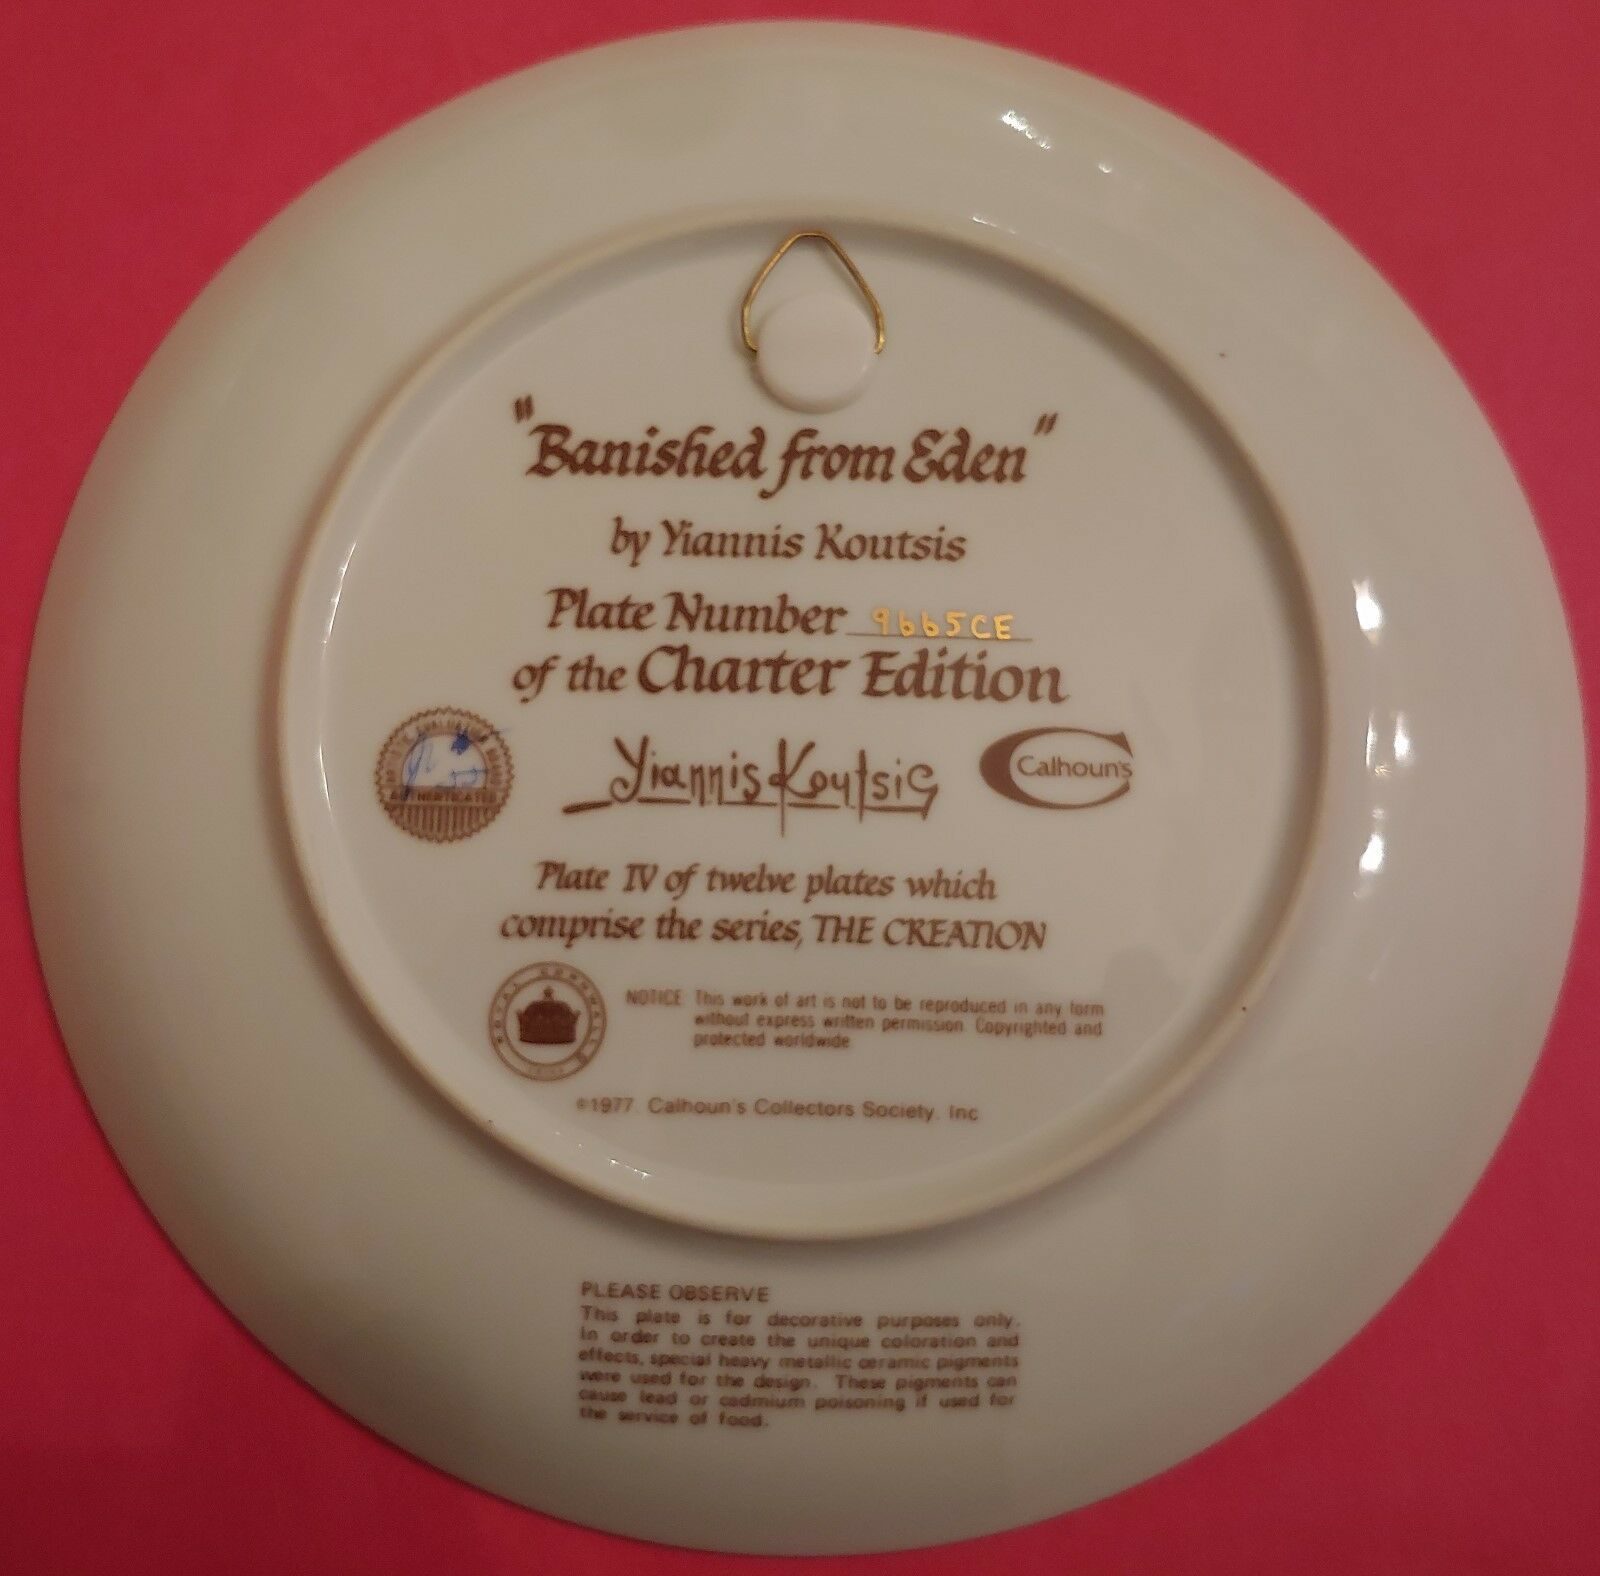 "Banished from Eden"
by Yiannis Koutsis
Plate Number 9665CE
of the Charter Edition
AUTHENTICATED
Yiannis Koutsis
Calhoun's
Plate IV of twelve plates which
comprise the series, THE CREATION
ROYAL CORNWALL
NOTICE This work of art is not to be reproduced in any form
without express written permission. Copyrighted and
protected worldwide
©1977. Calhoun's Collectors Society, Inc
PLEASE OBSERVE
This plate is for decorative purposes only.
In order to create the unique coloration and
effects, special heavy metallic ceramic pigments
were used for the design. These pigments can
cause lead or cadmium poisoning if used for
the service of food.